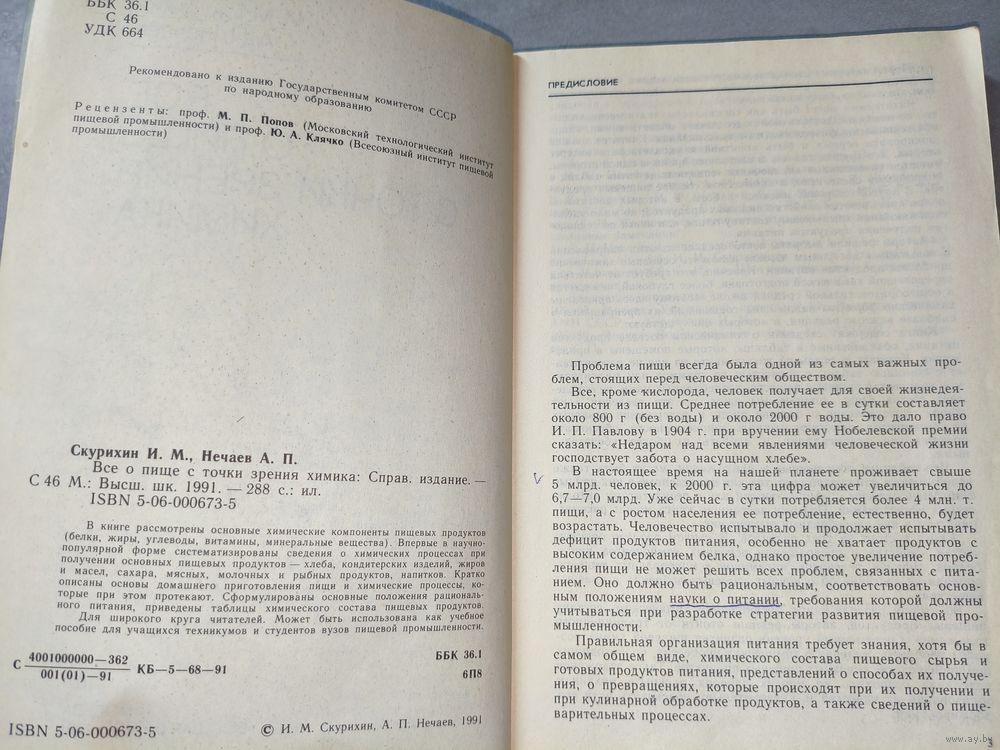 ББК 36.1
С 46
УДК 664
Рекомендовано к изданию Государственным комитетом СССР
по народному образованию
Рецензенты: проф. М. П. Попов (Московский технологический институт
пищевой промышленности) и проф. Ю. А. Клячко (Всесоюзный институт пищевой
промышленности)
Скурихин И. М., Нечаев А. П.
С 46
Все о пище с точки зрения химика: Справ. издание. —
М.: Высш. шк. 1991. — 288 с.: ил.
ISBN 5-06-000673-5
В книге рассмотрены основные химические компоненты пищевых продуктов
(белки, жиры, углеводы, витамины, минеральные вещества). Впервые в научно-
популярной форме систематизированы сведения о химических процессах при
получении основных пищевых продуктов — хлеба, кондитерских изделий, жиров
и масел, сахара, мясных, молочных и рыбных продуктов, напитков. Кратко
описаны основы домашнего приготовления пищи и химические процессы, ко-
торые при этом протекают. Сформулированы основные положения рациональ-
ного питания, приведены таблицы химического состава пищевых продуктов.
Для широкого круга читателей. Может быть использована как учебное
пособие для учащихся техникумов и студентов вузов пищевой промышленности.
С 4001000000—362
001(01)—91
КБ—5—68—91
ББК 36.1
6П8
ISBN 5-06-000673-5
© И. М. Скурихин, А. П. Нечаев, 1991
ПРЕДИСЛОВИЕ
Проблема пищи всегда была одной из самых важных про-
блем, стоящих перед человеческим обществом.
Все, кроме кислорода, человек получает для своей жизнедея-
тельности из пищи. Среднее потребление ее в сутки составляет
около 800 г (без воды) и около 2000 г воды. Это дало право
И. П. Павлову в 1904 г. при вручении ему Нобелевской премии
сказать: «Недаром над всеми явлениями человеческой жизни
господствует забота о насущном хлебе».
В настоящее время на нашей планете проживает свыше
5 млрд. человек, к 2000 г. эта цифра может увеличиться до
6,7—7,0 млрд. Уже сейчас в сутки потребляется более 4 млн. т.
пищи, а с ростом населения ее потребление, естественно, будет
возрастать. Человечество испытывало и продолжает испытывать
дефицит продуктов питания, особенно не хватает продуктов с
высоким содержанием белка, однако простое увеличение потреб-
ления пищи не может решить всех проблем, связанных с пита-
нием. Оно должно быть рациональным, соответствовать основ-
ным положениям науки о питании, требования которой должны
учитываться при разработке стратегии развития пищевой про-
мышленности.
Правильная организация питания требует знания, хотя бы в
самом общем виде, химического состава пищевого сырья и
готовых продуктов питания, представлений о способах их получе-
ния, о превращениях, которые происходят при их получении и
при кулинарной обработке продуктов, а также сведений о пище-
варительных процессах.
www.ay.by